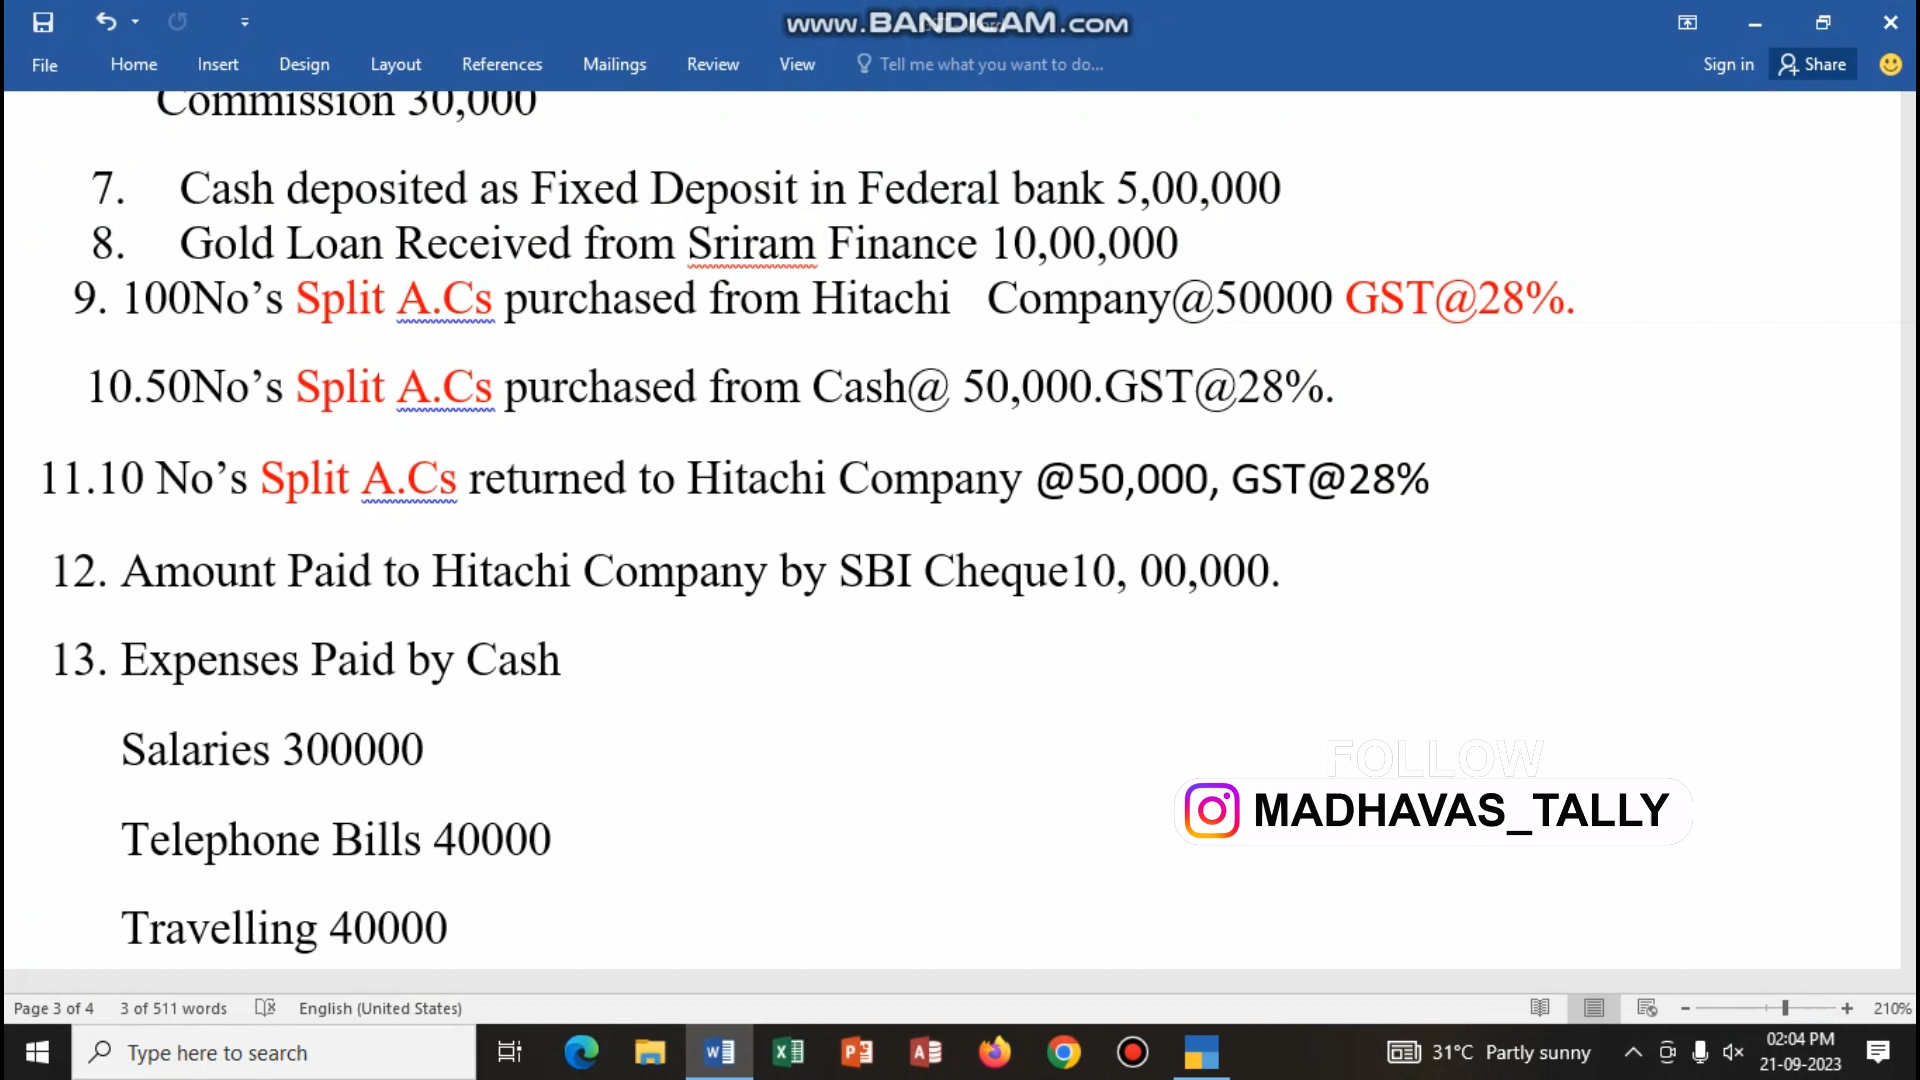 www.BANDICAM.com
File Home Insert Design Layout References Mailings Review View Tell me what you want to do... Sign in Share
Commission 30,000
7. Cash deposited as Fixed Deposit in Federal bank 5,00,000
8. Gold Loan Received from Sriram Finance 10,00,000
9. 100No’s Split A.Cs purchased from Hitachi Company@50000 GST@28%.
10.50No’s Split A.Cs purchased from Cash@ 50,000.GST@28%.
11.10 No’s Split A.Cs returned to Hitachi Company @50,000, GST@28%
12. Amount Paid to Hitachi Company by SBI Cheque10, 00,000.
13. Expenses Paid by Cash
Salaries 300000
FOLLOW
MADHAVAS_TALLY
Telephone Bills 40000
Travelling 40000
Page 3 of 4 3 of 511 words English (United States) 210%
Type here to search 31°C Partly sunny 02:04 PM
21-09-2023